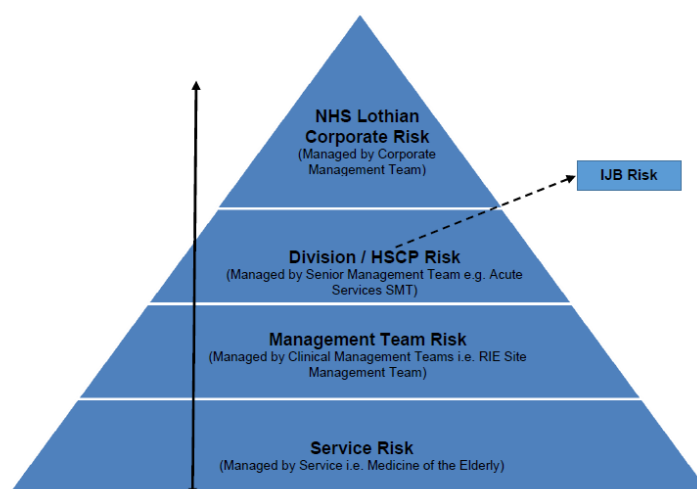 NHS Lothian
Corporate Risk
(Managed by Corporate
Management Team)
IJB Risk
Division / HSCP Risk
(Managed by Senior Management Team e.g. Acute
Services SMT)
Management Team Risk
(Managed by Clinical Management Teams i.e. RIE Site
Management Team)
Service Risk
(Managed by Service i.e. Medicine of the Elderly)